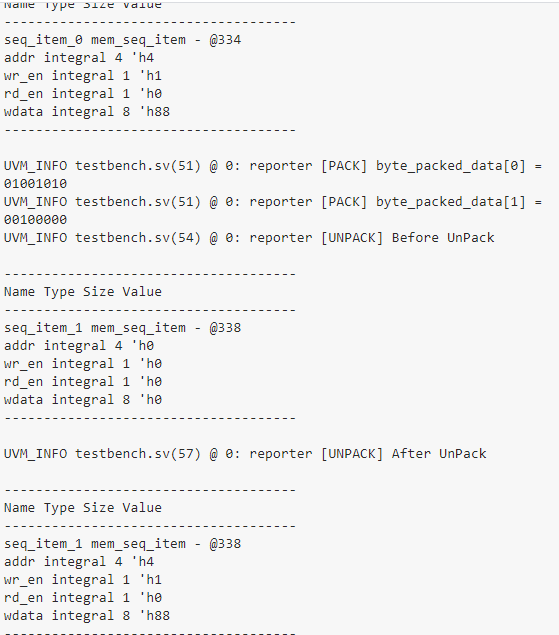 Name Type Size Value
-------------------------------------
seq_item_0 mem_seq_item - @334
addr integral 4 'h4
wr_en integral 1 'h1
rd_en integral 1 'h0
wdata integral 8 'h88
-------------------------------------
UVM_INFO testbench.sv(51) @ 0: reporter [PACK] byte_packed_data[0] =
01001010
UVM_INFO testbench.sv(51) @ 0: reporter [PACK] byte_packed_data[1] =
00100000
UVM_INFO testbench.sv(54) @ 0: reporter [UNPACK] Before UnPack
-------------------------------------
Name Type Size Value
-------------------------------------
seq_item_1 mem_seq_item - @338
addr integral 4 'h0
wr_en integral 1 'h0
rd_en integral 1 'h0
wdata integral 8 'h0
-------------------------------------
UVM_INFO testbench.sv(57) @ 0: reporter [UNPACK] After UnPack
-------------------------------------
Name Type Size Value
-------------------------------------
seq_item_1 mem_seq_item - @338
addr integral 4 'h4
wr_en integral 1 'h1
rd_en integral 1 'h0
wdata integral 8 'h88
-------------------------------------